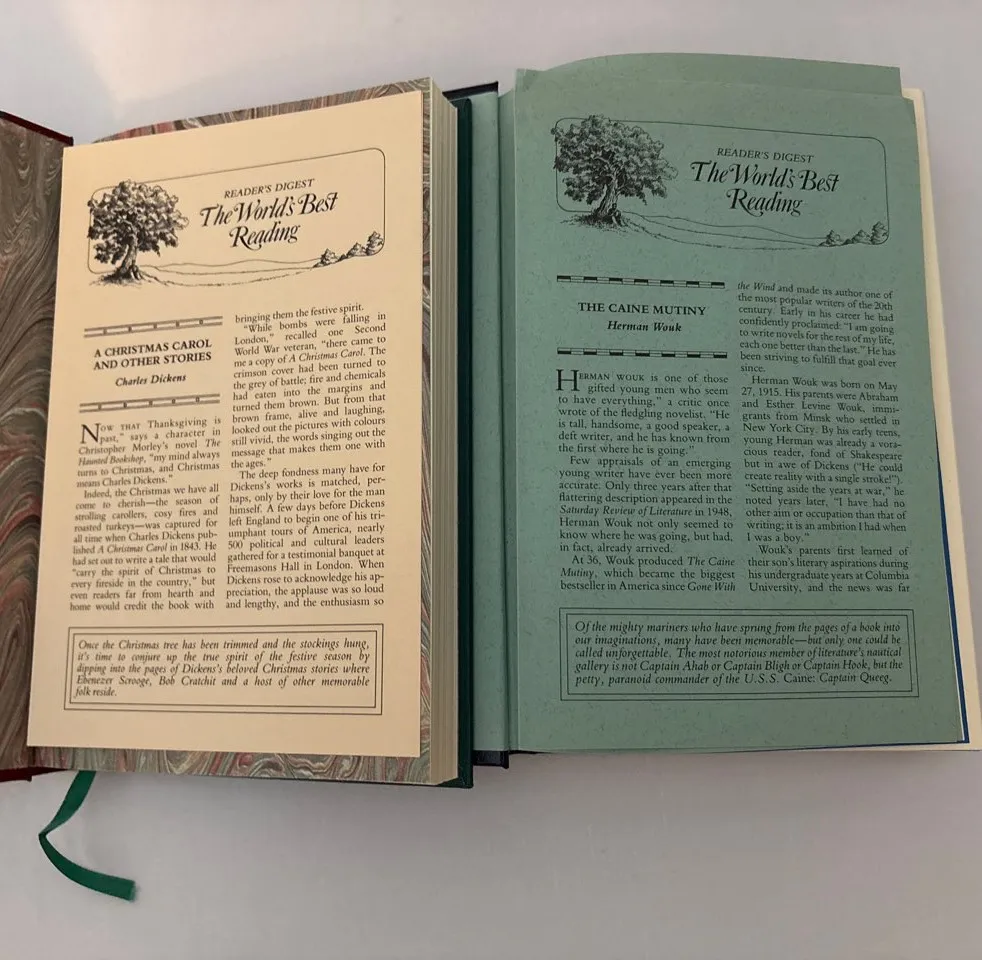 READER'S DIGEST
The World's Best
Reading
A CHRISTMAS CAROL
AND OTHER STORIES
Charles Dickens
NOW THAT Thanksgiving is
past," says a character in
Christopher Morley's novel The
Haunted Bookshop, "my mind always
turns to Christmas, and Christmas
means Charles Dickens."
Indeed, the Christmas we have all
come to cherish—the season of
strolling carollers, cosy fires and
roasted turkeys—was captured for
all time when Charles Dickens pub-
lished A Christmas Carol in 1843. He
had set out to write a tale that would
"carry the spirit of Christmas to
every fireside in the country," but
even readers far from hearth and
home would credit the book with
bringing them the festive spirit.
"While bombs were falling in
London," recalled one Second
World War veteran, "there came to
me a copy of A Christmas Carol. The
crimson cover had been turned to
the grey of battle; fire and chemicals
had eaten into the margins and
turned them brown. But from that
brown frame, alive and laughing,
looked out the pictures with colours
still vivid, the words singing out the
message that makes them one with
the ages."
The deep fondness many have for
Dickens's works is matched, per-
haps, only by their love for the man
himself. A few days before Dickens
left England to begin one of his tri-
umphant tours of America, nearly
500 political and cultural leaders
gathered for a testimonial banquet at
Freemasons Hall in London. When
Dickens rose to acknowledge his ap-
preciation, the applause was so loud
and lengthy, and the enthusiasm so
Once the Christmas tree has been trimmed and the stockings hung,
it's time to conjure up the true spirit of the festive season by
dipping into the pages of Dickens's beloved Christmas stories where
Ebenezer Scrooge, Bob Cratchit and a host of other memorable
folk reside.
READER'S DIGEST
The World's Best
Reading
THE CAINE MUTINY
Herman Wouk
HERMAN WOUK is one of those
gifted young men who seem
to have everything," a critic once
wrote of the fledgling novelist. "He
is tall, handsome, a good speaker, a
deft writer, and he has known from
the first where he is going."
Few appraisals of an emerging
young writer have ever been more
accurate. Only three years after that
flattering description appeared in the
Saturday Review of Literature in 1948,
Herman Wouk not only seemed to
know where he was going, but had,
in fact, already arrived.
At 36, Wouk produced The Caine
Mutiny, which became the biggest
bestseller in America since Gone With
the Wind and made its author one of
the most popular writers of the 20th
century. Early in his career he had
confidently proclaimed: "I am going
to write novels for the rest of my life,
each one better than the last." He has
been striving to fulfill that goal ever
since.
Herman Wouk was born on May
27, 1915. His parents were Abraham
and Esther Levine Wouk, immi-
grants from Minsk who settled in
New York City. By his early teens,
young Herman was already a vora-
cious reader, fond of Shakespeare
but in awe of Dickens ("He could
create reality with a single stroke!").
"Setting aside the years at war," he
noted years later, "I have had no
other aim or occupation than that of
writing; it is an ambition I had when
I was a boy."
Wouk's parents first learned of
their son's literary aspirations during
his undergraduate years at Columbia
University, and the news was far
Of the mighty mariners who have sprung from the pages of a book into
our imaginations, many have been memorable—but only one could be
called unforgettable. The most notorious member of literature's nautical
gallery is not Captain Ahab or Captain Bligh or Captain Hook, but the
petty, paranoid commander of the U.S.S. Caine: Captain Queeg.